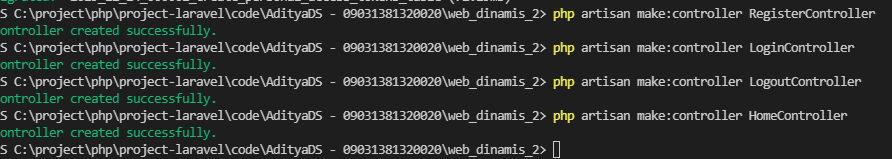 S C:\project\php\project-laravel\code\AdityaDS - 09031381320020\web_dinamis_2> php artisan make:controller RegisterController
ontroller created successfully.
S C:\project\php\project-laravel\code\AdityaDS - 09031381320020\web_dinamis_2> php artisan make:controller LoginController
ontroller created successfully.
S C:\project\php\project-laravel\code\AdityaDS - 09031381320020\web_dinamis_2> php artisan make:controller LogoutController
ontroller created successfully.
S C:\project\php\project-laravel\code\AdityaDS - 09031381320020\web_dinamis_2> php artisan make:controller HomeController
ontroller created successfully.
S C:\project\php\project-laravel\code\AdityaDS - 09031381320020\web_dinamis_2>